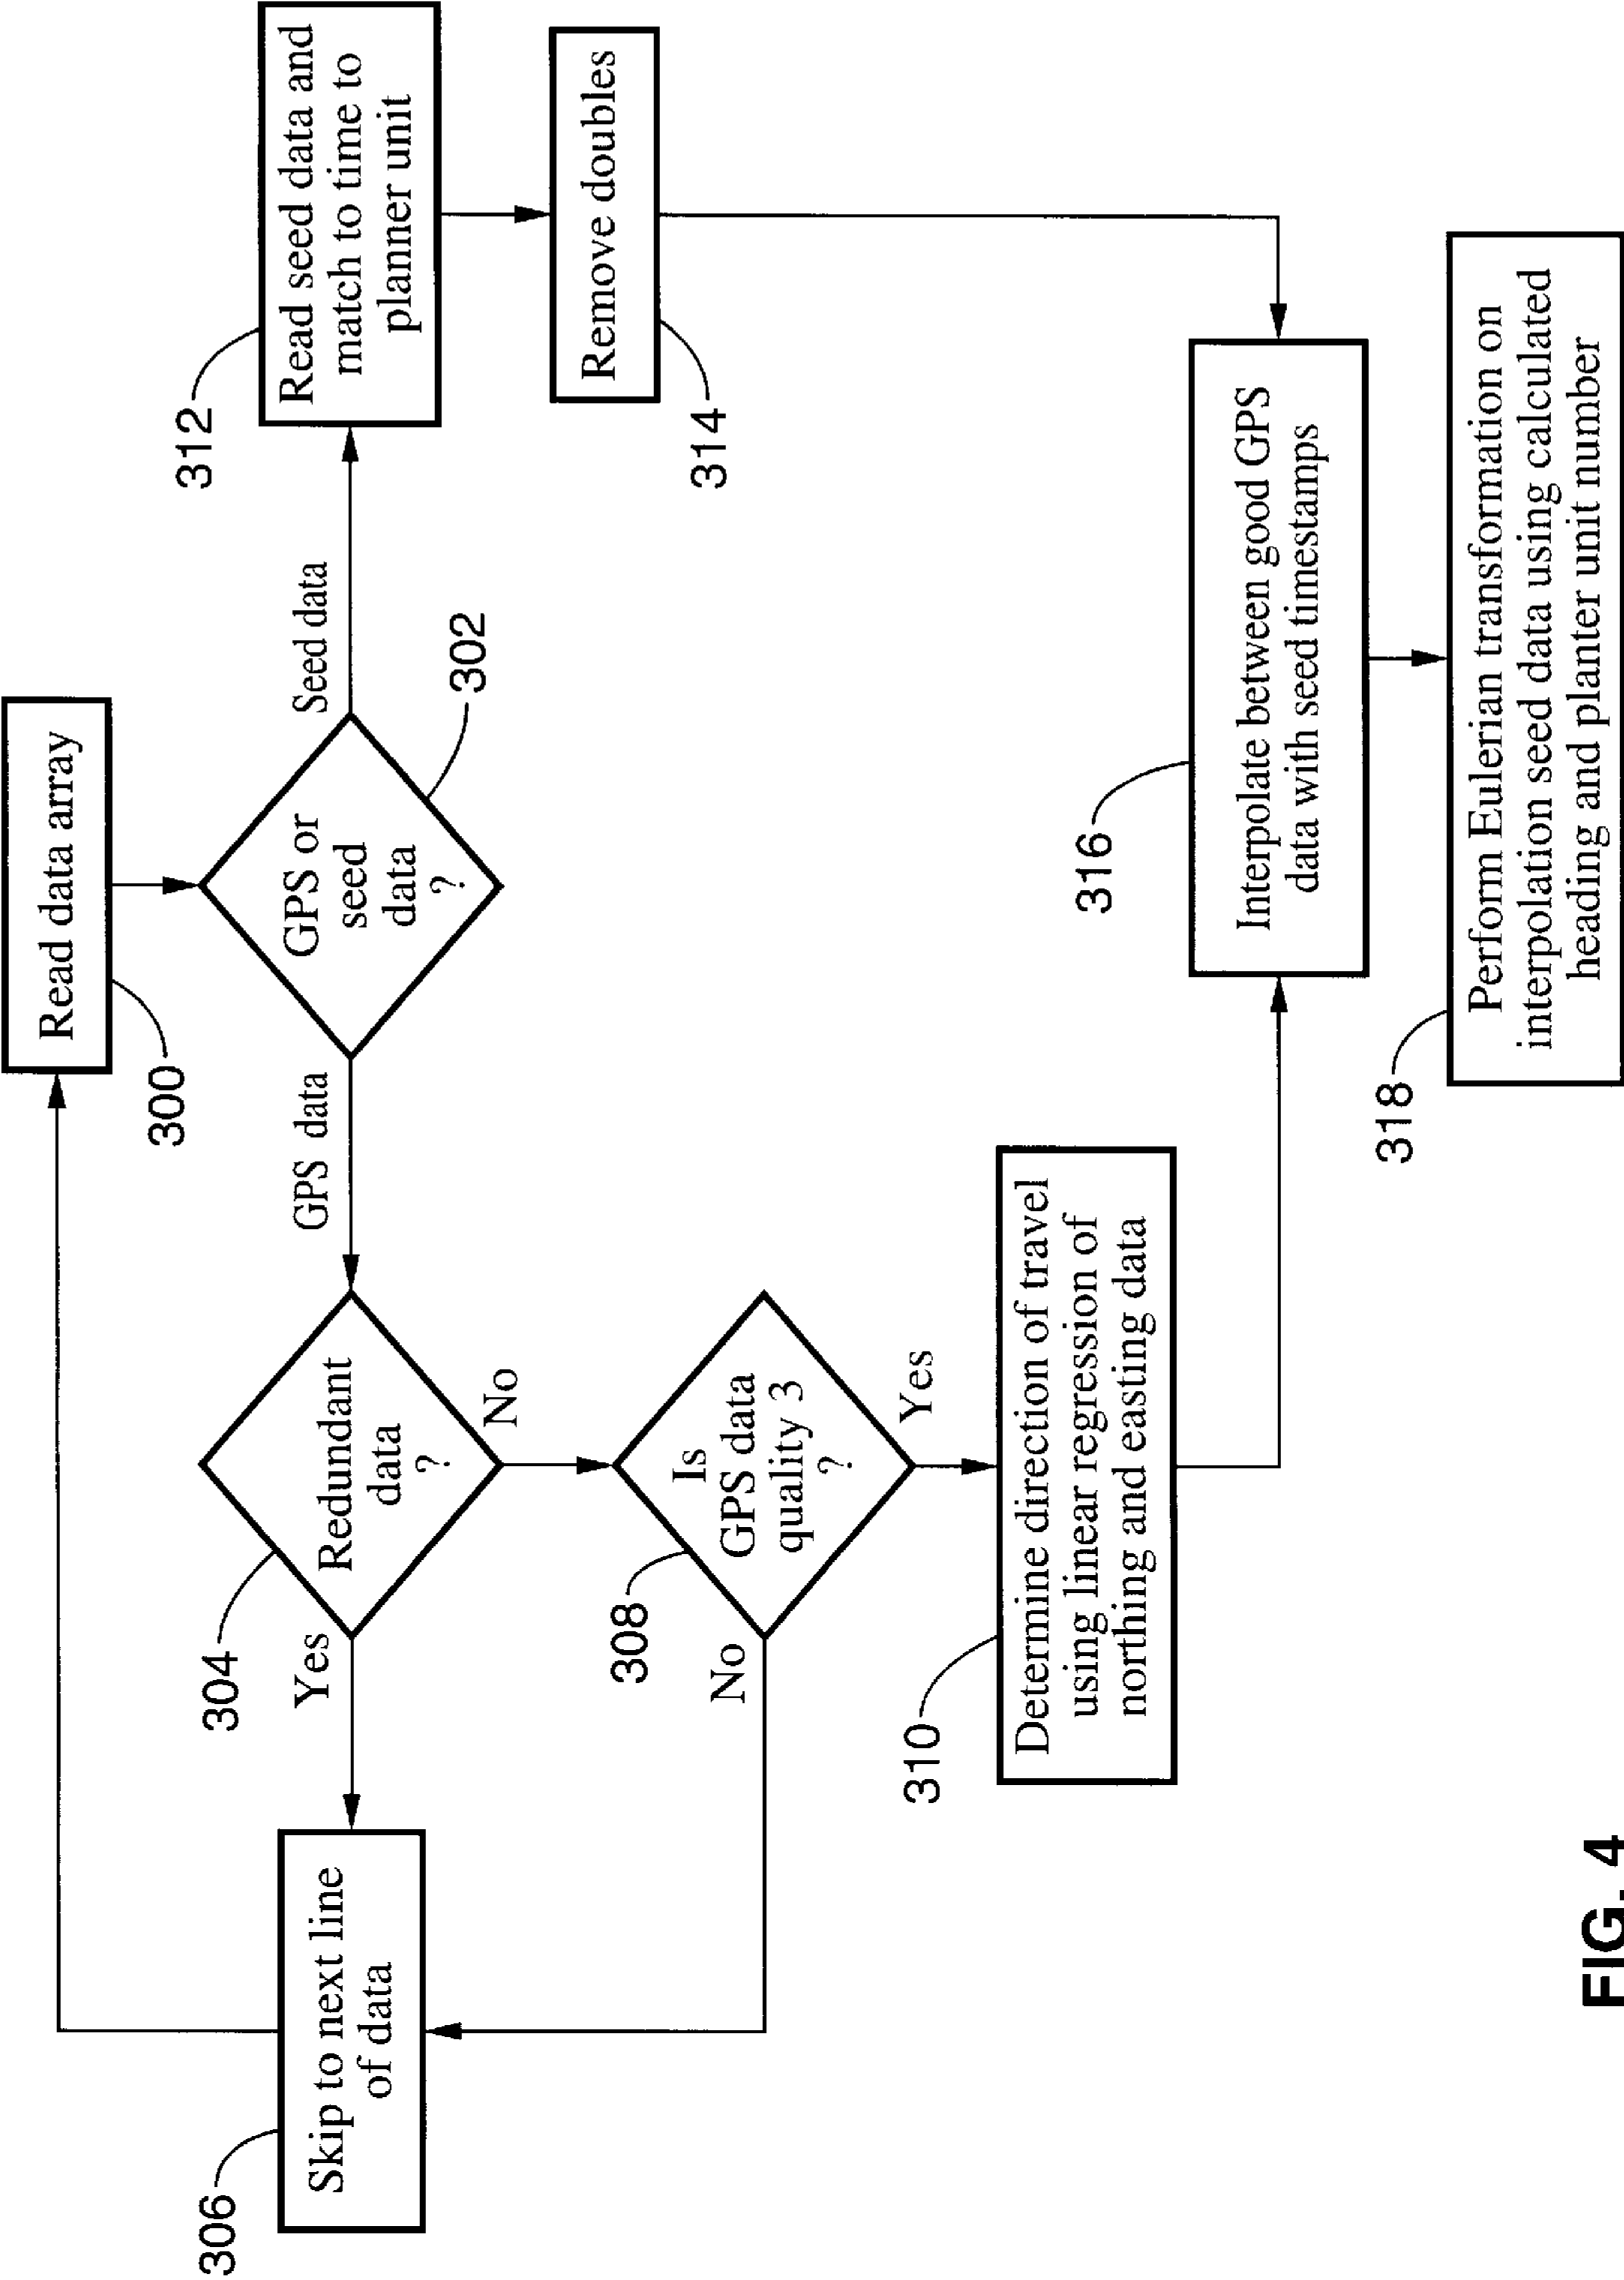 Read data array
300
GPS or
seed
data
?
302
GPS data
Seed data
312
Read seed data and
match to time to
planner unit
Remove doubles
314
304
Redundant
data
?
Yes
No
306
Skip to next line
of data
308
Is
GPS data
quality 3
?
No
Yes
310
Determine direction of travel
using linear regression of
northing and easting data
316
Interpolate between good GPS
data with seed timestamps
318
Perform Eulerian transformation on
interpolation seed data using calculated
heading and planter unit number
FIG. 4